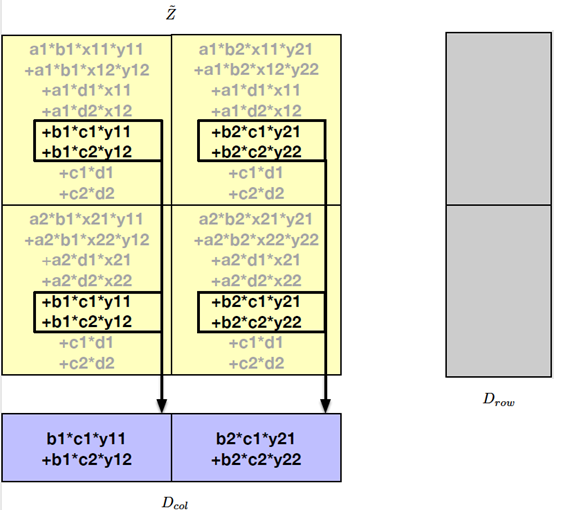 Z̃
a1*b1*x11*y11
+a1*b1*x12*y12
+a1*d1*x11
+a1*d2*x12
+b1*c1*y11
+b1*c2*y12
+c1*d1
+c2*d2
a1*b2*x11*y21
+a1*b2*x12*y22
+a1*d1*x11
+a1*d2*x12
+b2*c1*y21
+b2*c2*y22
+c1*d1
+c2*d2
a2*b1*x21*y11
+a2*b1*x22*y12
+a2*d1*x21
+a2*d2*x22
+b1*c1*y11
+b1*c2*y12
+c1*d1
+c2*d2
a2*b2*x21*y21
+a2*b2*x22*y22
+a2*d1*x21
+a2*d2*x22
+b2*c1*y21
+b2*c2*y22
+c1*d1
+c2*d2
D_row
b1*c1*y11
+b1*c2*y12
b2*c1*y21
+b2*c2*y22
D_col